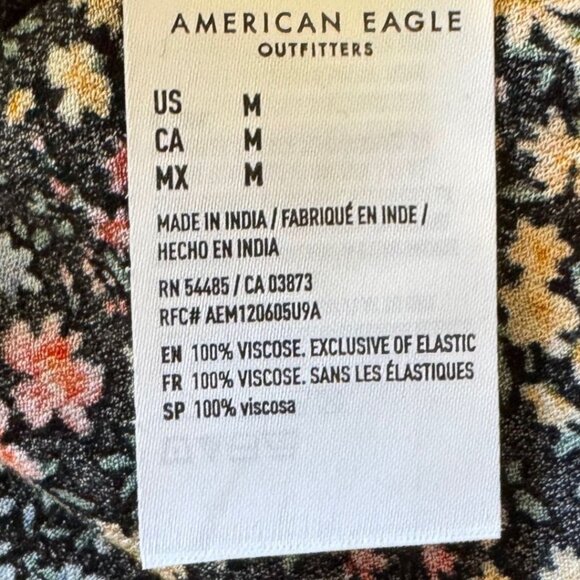 AMERICAN EAGLE
OUTFITTERS
US M
CA M
MX M
MADE IN INDIA / FABRIQUÉ EN INDE /
HECHO EN INDIA
RN 54485 / CA 03873
RFC# AEM120605U9A
EN 100% VISCOSE. EXCLUSIVE OF ELASTIC
FR 100% VISCOSE. SANS LES ÉLASTIQUES
SP 100% viscosa